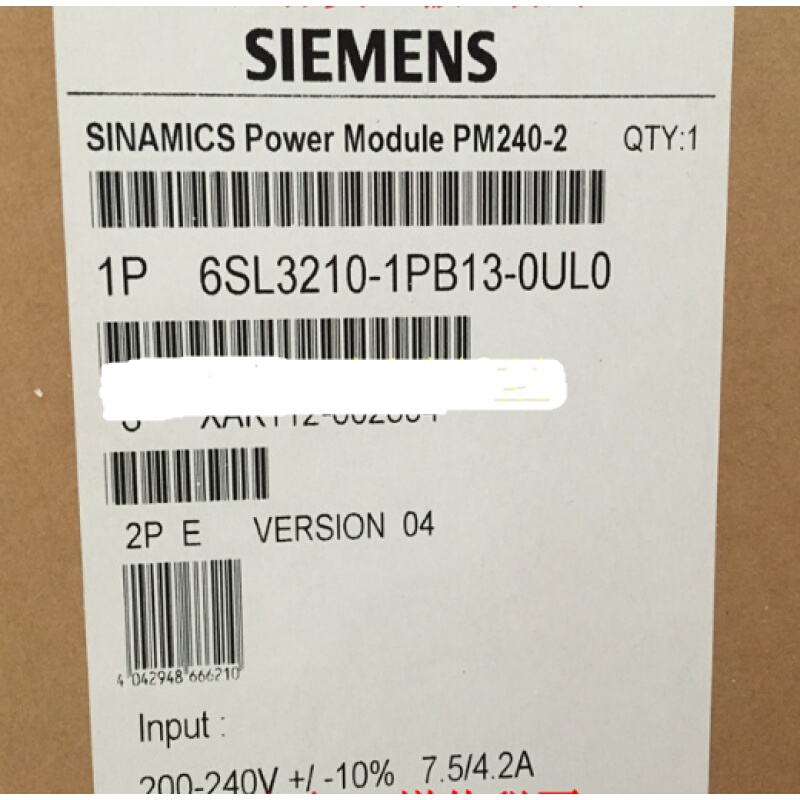 SIEMENS
SINAMICS Power Module PM240-2 QTY:1
1P 6SL3210-1PB13-0UL0
2P E VERSION 04
4 042948 666210
Input :
200-240V +/ -10% 7.5/4.2A